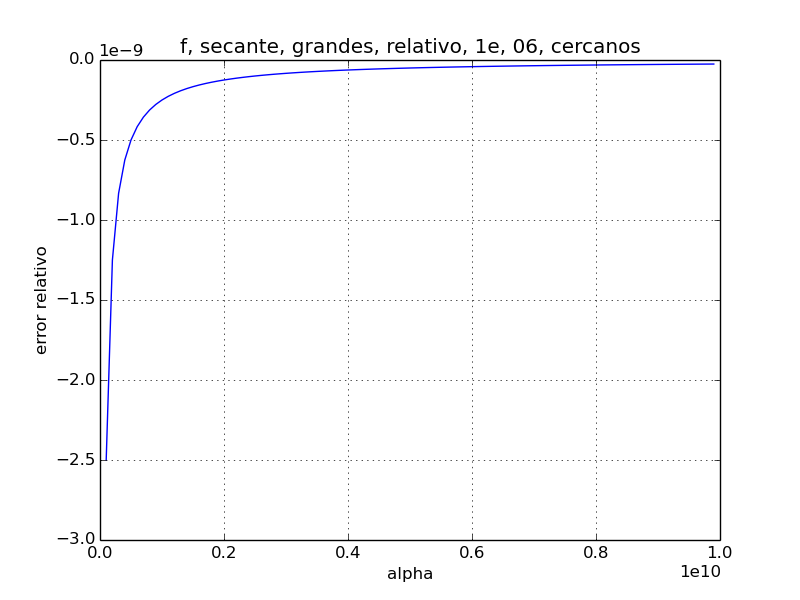 f, secante, grandes, relativo, 1e, 06, cercanos
1e−9
0.0
−0.5
−1.0
−1.5
−2.0
−2.5
−3.0
error relativo
0.0 0.2 0.4 0.6 0.8 1.0
1e10
alpha